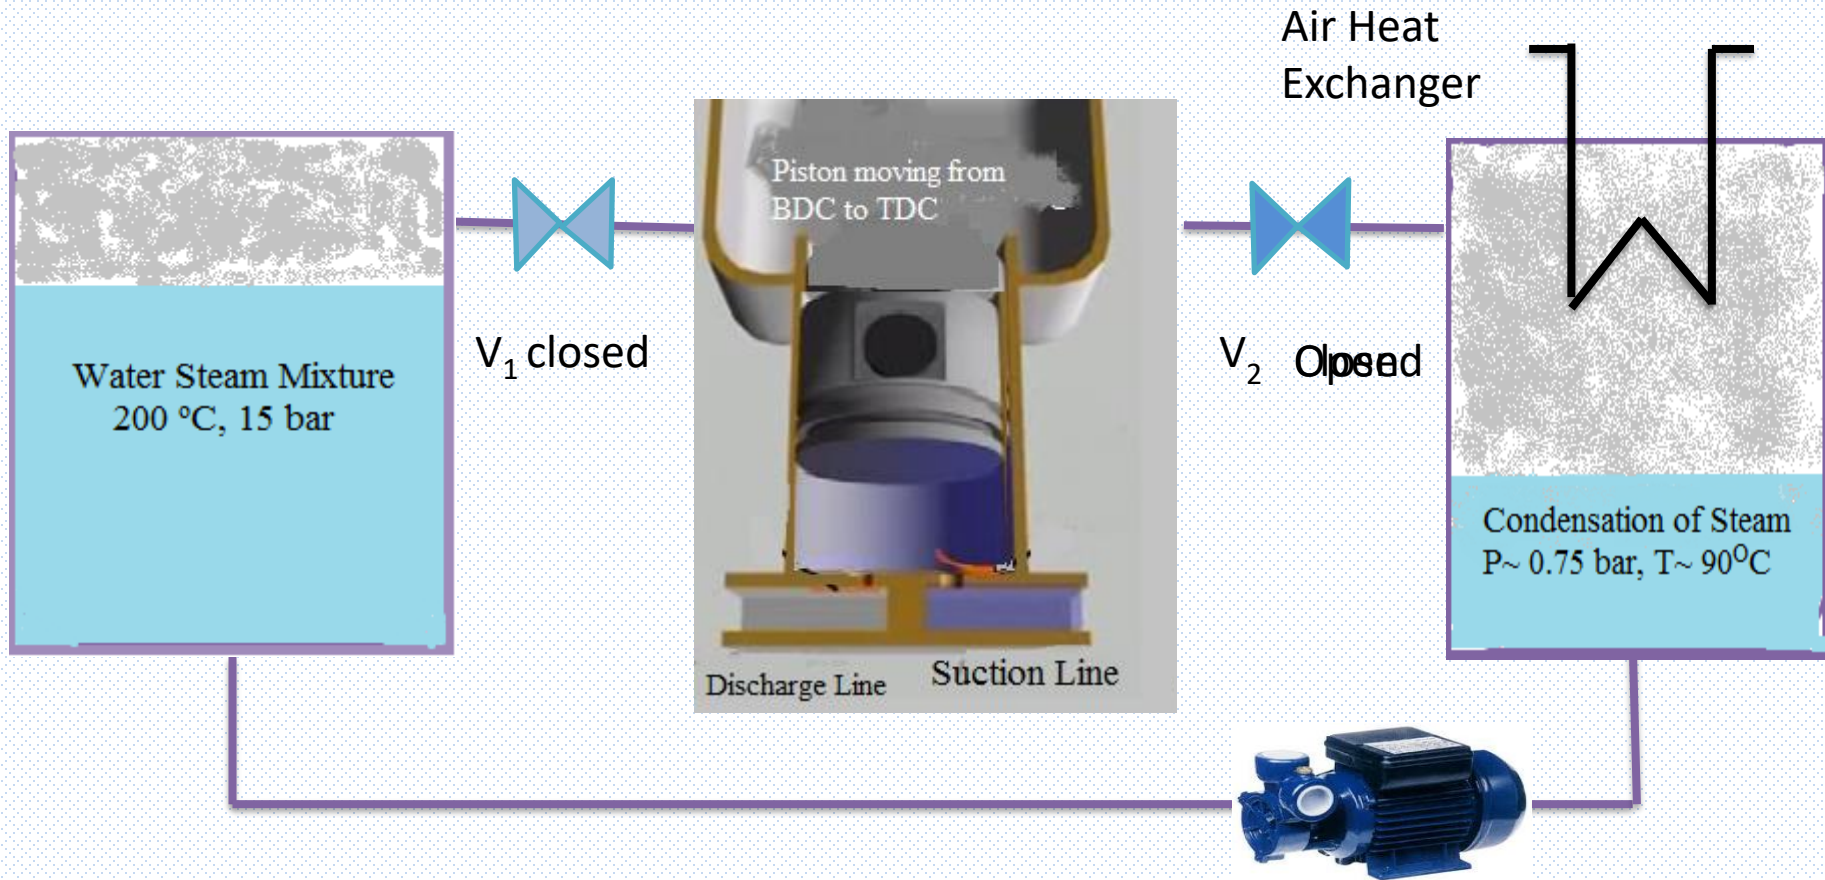 Air Heat
Exchanger
Piston moving from
BDC to TDC
V₁ closed
V₂
Water Steam Mixture
200 °C, 15 bar
Condensation of Steam
P~ 0.75 bar, T~ 90⁰C
Discharge Line
Suction Line